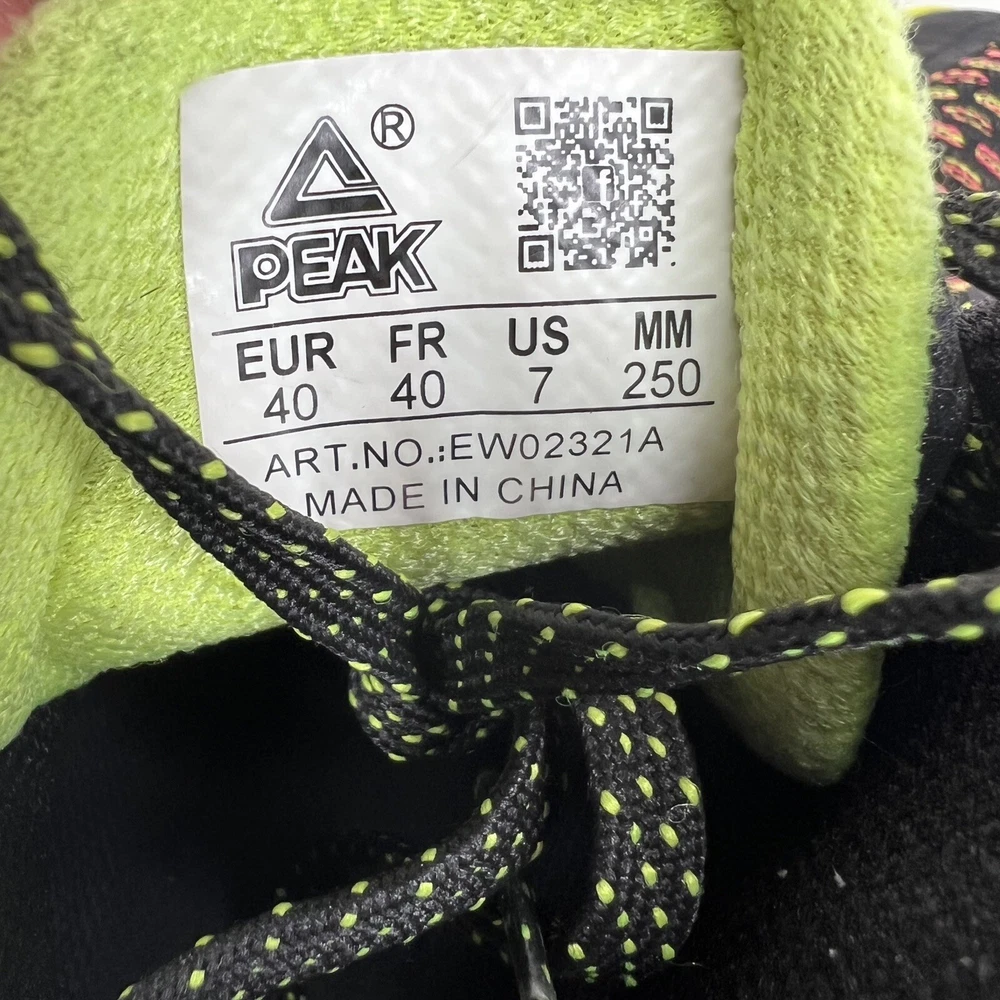 ®
PEAK
EUR FR US MM
40 40 7 250
ART.NO.:EW02321A
MADE IN CHINA